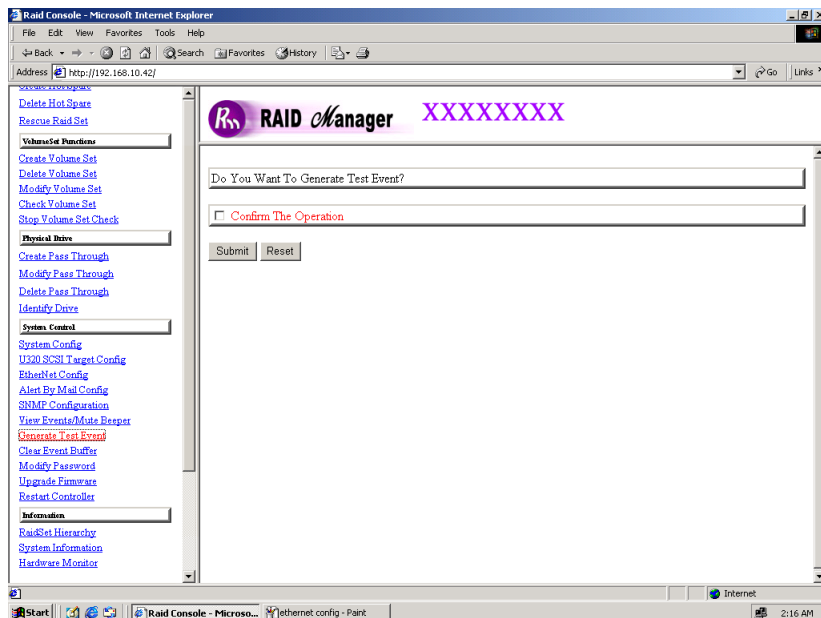 Raid Console - Microsoft Internet Explorer
File Edit View Favorites Tools Help
Back Search Favorites History
Address http://192.168.10.42/ Go Links
Create Hot Spare
Delete Hot Spare
Rescue Raid Set
VolumeSet Functions
Create Volume Set
Delete Volume Set
Modify Volume Set
Check Volume Set
Stop Volume Set Check
Physical Drive
Create Pass Through
Modify Pass Through
Delete Pass Through
Identify Drive
System Control
System Config
U320 SCSI Target Config
EtherNet Config
Alert By Mail Config
SNMP Configuration
View Events/Mute Beeper
Generate Test Event
Clear Event Buffer
Modify Password
Upgrade Firmware
Restart Controller
Information
RaidSet Hierarchy
System Information
Hardware Monitor
Rm RAID Manager XXXXXXXX
Do You Want To Generate Test Event?
Confirm The Operation
Submit Reset
Internet
Start Raid Console - Microso... ethernet config - Paint 2:16 AM